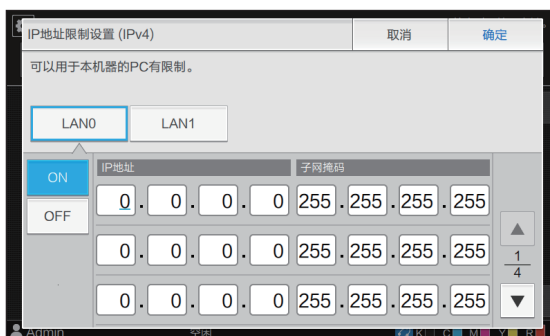 IP地址限制设置 (IPv4) 取消 确定
可以用于本机器的PC有限制。
LAN0 LAN1
IP地址 子网掩码
ON 0. 0. 0. 0 255.255.255.255
OFF
0. 0. 0. 0 255.255.255.255
1
4
0. 0. 0. 0 255.255.255.255
Admin 空闲 K C M Y R